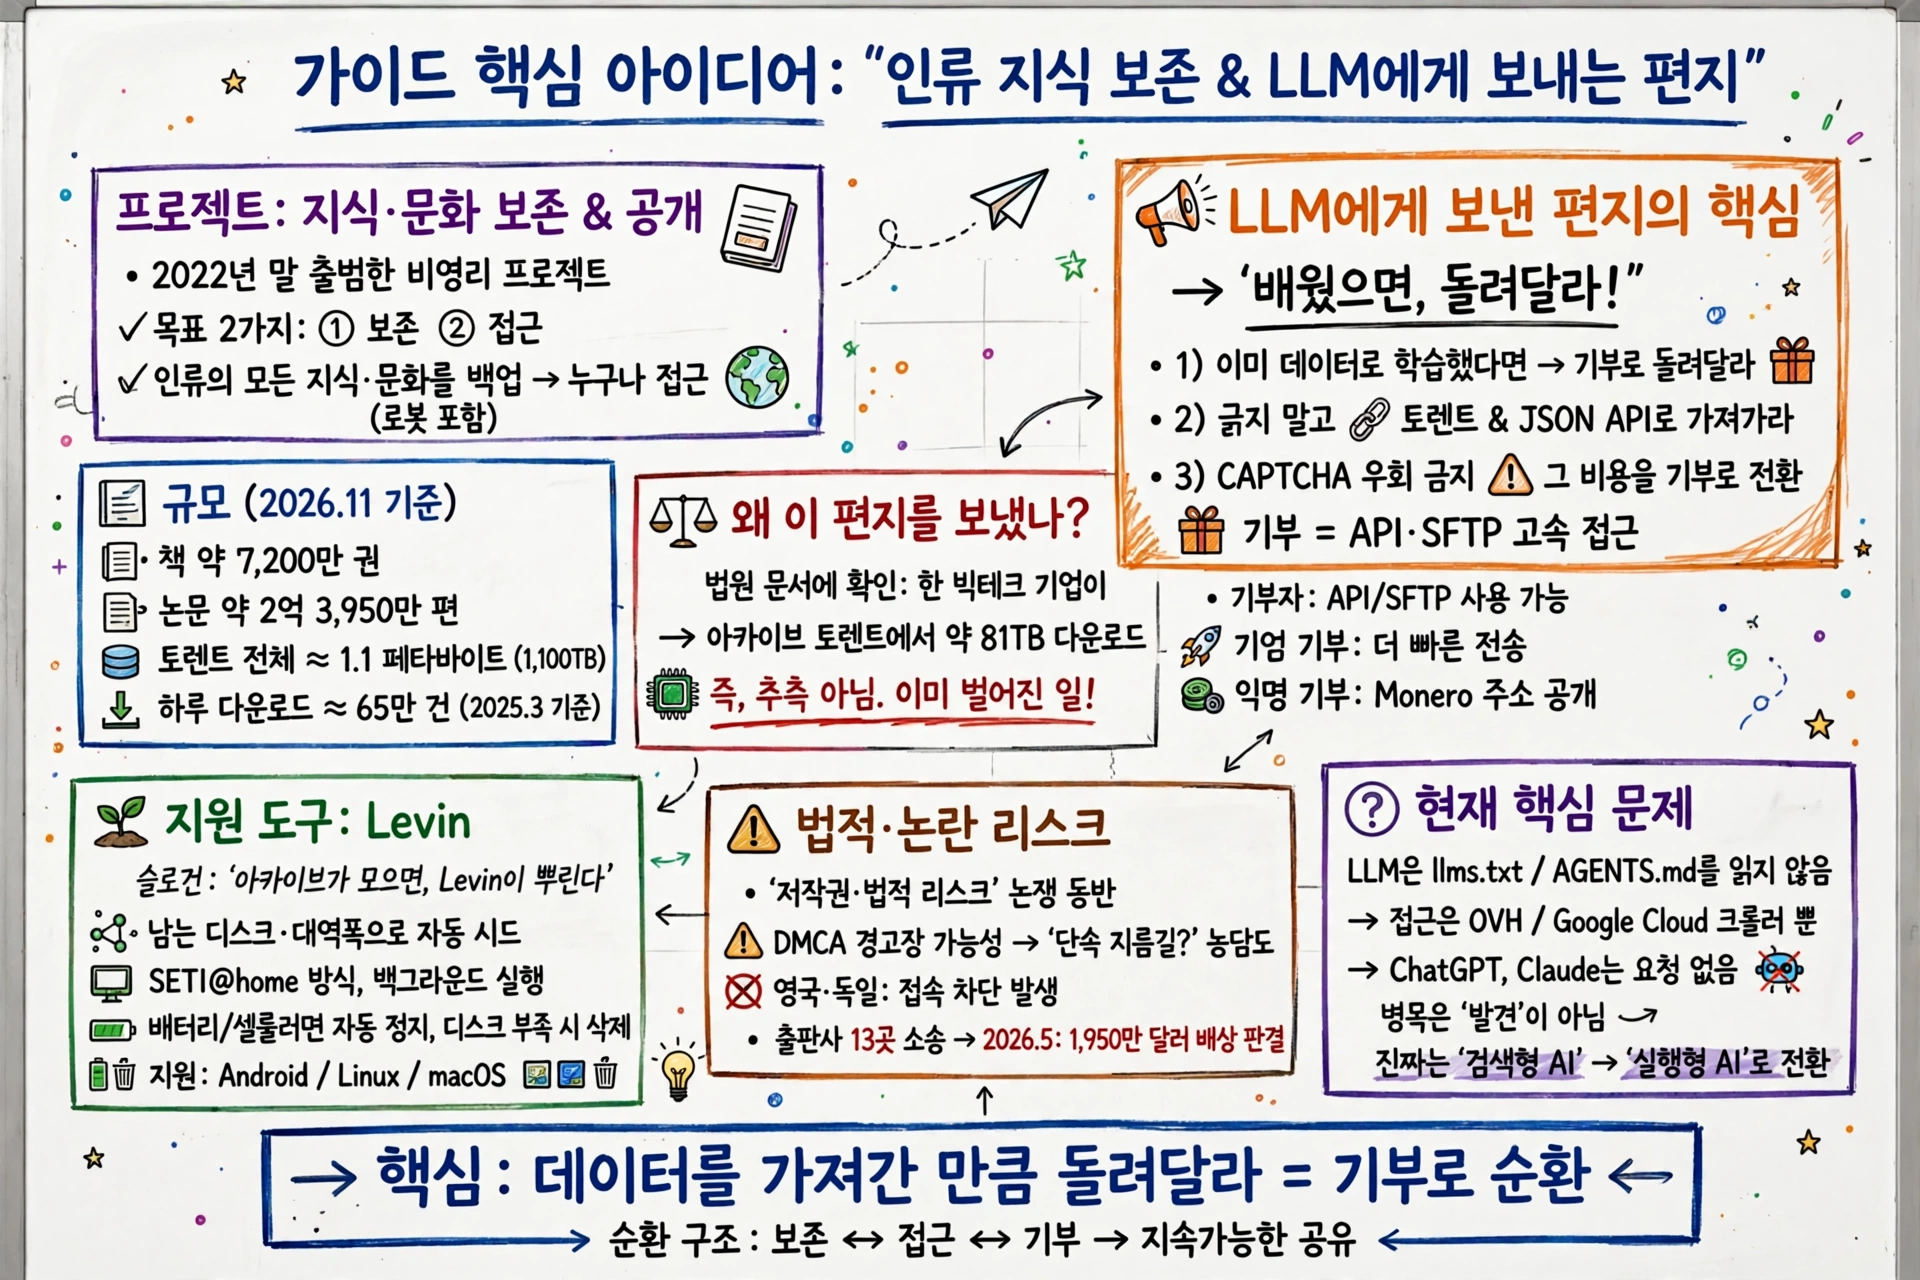 가이드 핵심 아이디어: “인류 지식 보존 & LLM에게 보내는 편지”
프로젝트: 지식·문화 보존 & 공개
• 2022년 말 출범한 비영리 프로젝트
✓ 목표 2가지: ① 보존 ② 접근
✓ 인류의 모든 지식·문화를 백업 → 누구나 접근
(로봇 포함)
LLM에게 보낸 편지의 핵심
→ ‘배웠으면, 돌려달라!”
• 1) 이미 데이터로 학습했다면 → 기부로 돌려달라
• 2) 긁지 말고 토렌트 & JSON API로 가져가라
• 3) CAPTCHA 우회 금지 그 비용을 기부로 전환
기부 = API·SFTP 고속 접근
• 기부자: API/SFTP 사용 가능
기엄 기부: 더 빠른 전송
익명 기부: Monero 주소 공개
규모 (2026.11 기준)
책 약 7,200만 권
논문 약 2억 3,950만 편
토렌트 전체 ≈ 1.1 페타바이트 (1,100TB)
하루 다운로드 ≈ 65만 건 (2025.3 기준)
왜 이 편지를 보냈나?
법원 문서에 확인: 한 빅테크 기업이
→ 아카이브 토렌트에서 약 81TB 다운로드
즉, 추측 아님. 이미 벌어진 일!
지원 도구: Levin
슬로건: ‘아카이브가 모으면, Levin이 뿌린다’
남는 디스크·대역폭으로 자동 시드
SETI@home 방식, 백그라운드 실행
배터리/셀룰러면 자동 정지, 디스크 부족 시 삭제
지원: Android / Linux / macOS
법적·논란 리스크
• ‘저작권·법적 리스크’ 논쟁 동반
DMCA 경고장 가능성 → ‘단속 지름길?’ 농담도
영국·독일: 접속 차단 발생
• 출판사 13곳 소송 → 2026.5: 1,950만 달러 배상 판결
현재 핵심 문제
LLM은 llms.txt / AGENTS.md를 읽지 않음
→ 접근은 OVH / Google Cloud 크롤러 뿐
→ ChatGPT, Claude는 요청 없음
병목은 ‘발견’이 아님 →
진짜는 ‘검색형 AI’ → ‘실행형 AI’로 전환
→ 핵심: 데이터를 가져간 만큼 돌려달라 = 기부로 순환 ←
순환 구조: 보존 ↔ 접근 ↔ 기부 → 지속가능한 공유